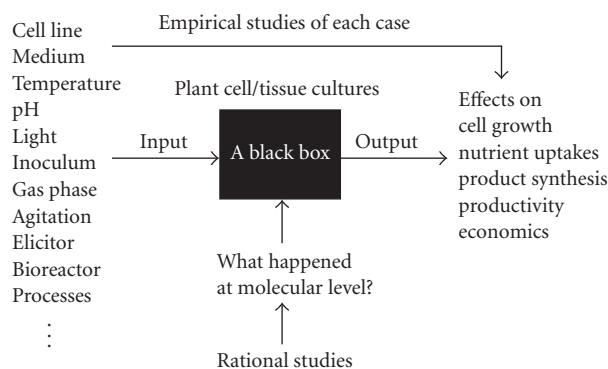 Cell line
Medium
Temperature
pH
Light
Inoculum
Gas phase
Agitation
Elicitor
Bioreactor
Processes
Empirical studies of each case
Plant cell/tissue cultures
Input
A black box
Output
Effects on
cell growth
nutrient uptakes
product synthesis
productivity
economics
What happened
at molecular level?
Rational studies